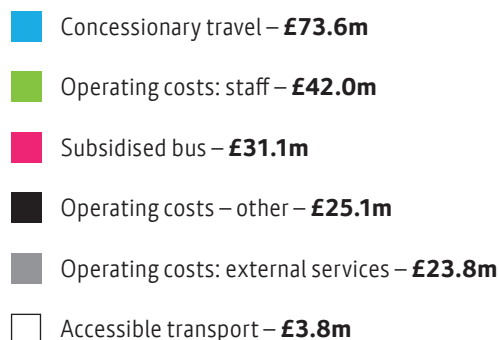 Concessionary travel – £73.6m
Operating costs: staff – £42.0m
Subsidised bus – £31.1m
Operating costs – other – £25.1m
Operating costs: external services – £23.8m
Accessible transport – £3.8m